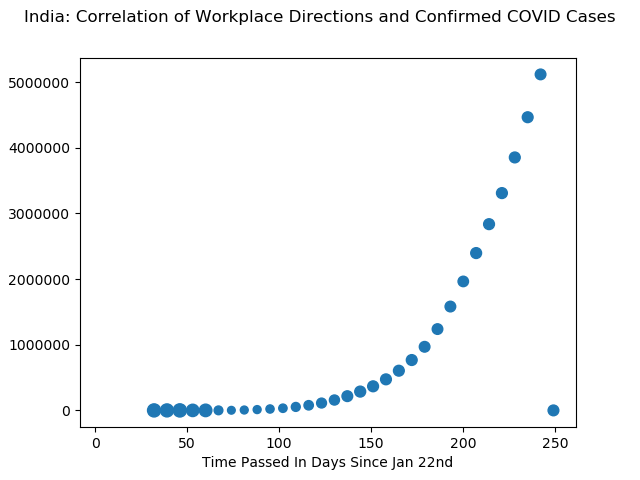 India: Correlation of Workplace Directions and Confirmed COVID Cases
5000000
4000000
3000000
2000000
1000000
0
0 50 100 150 200 250
Time Passed In Days Since Jan 22nd